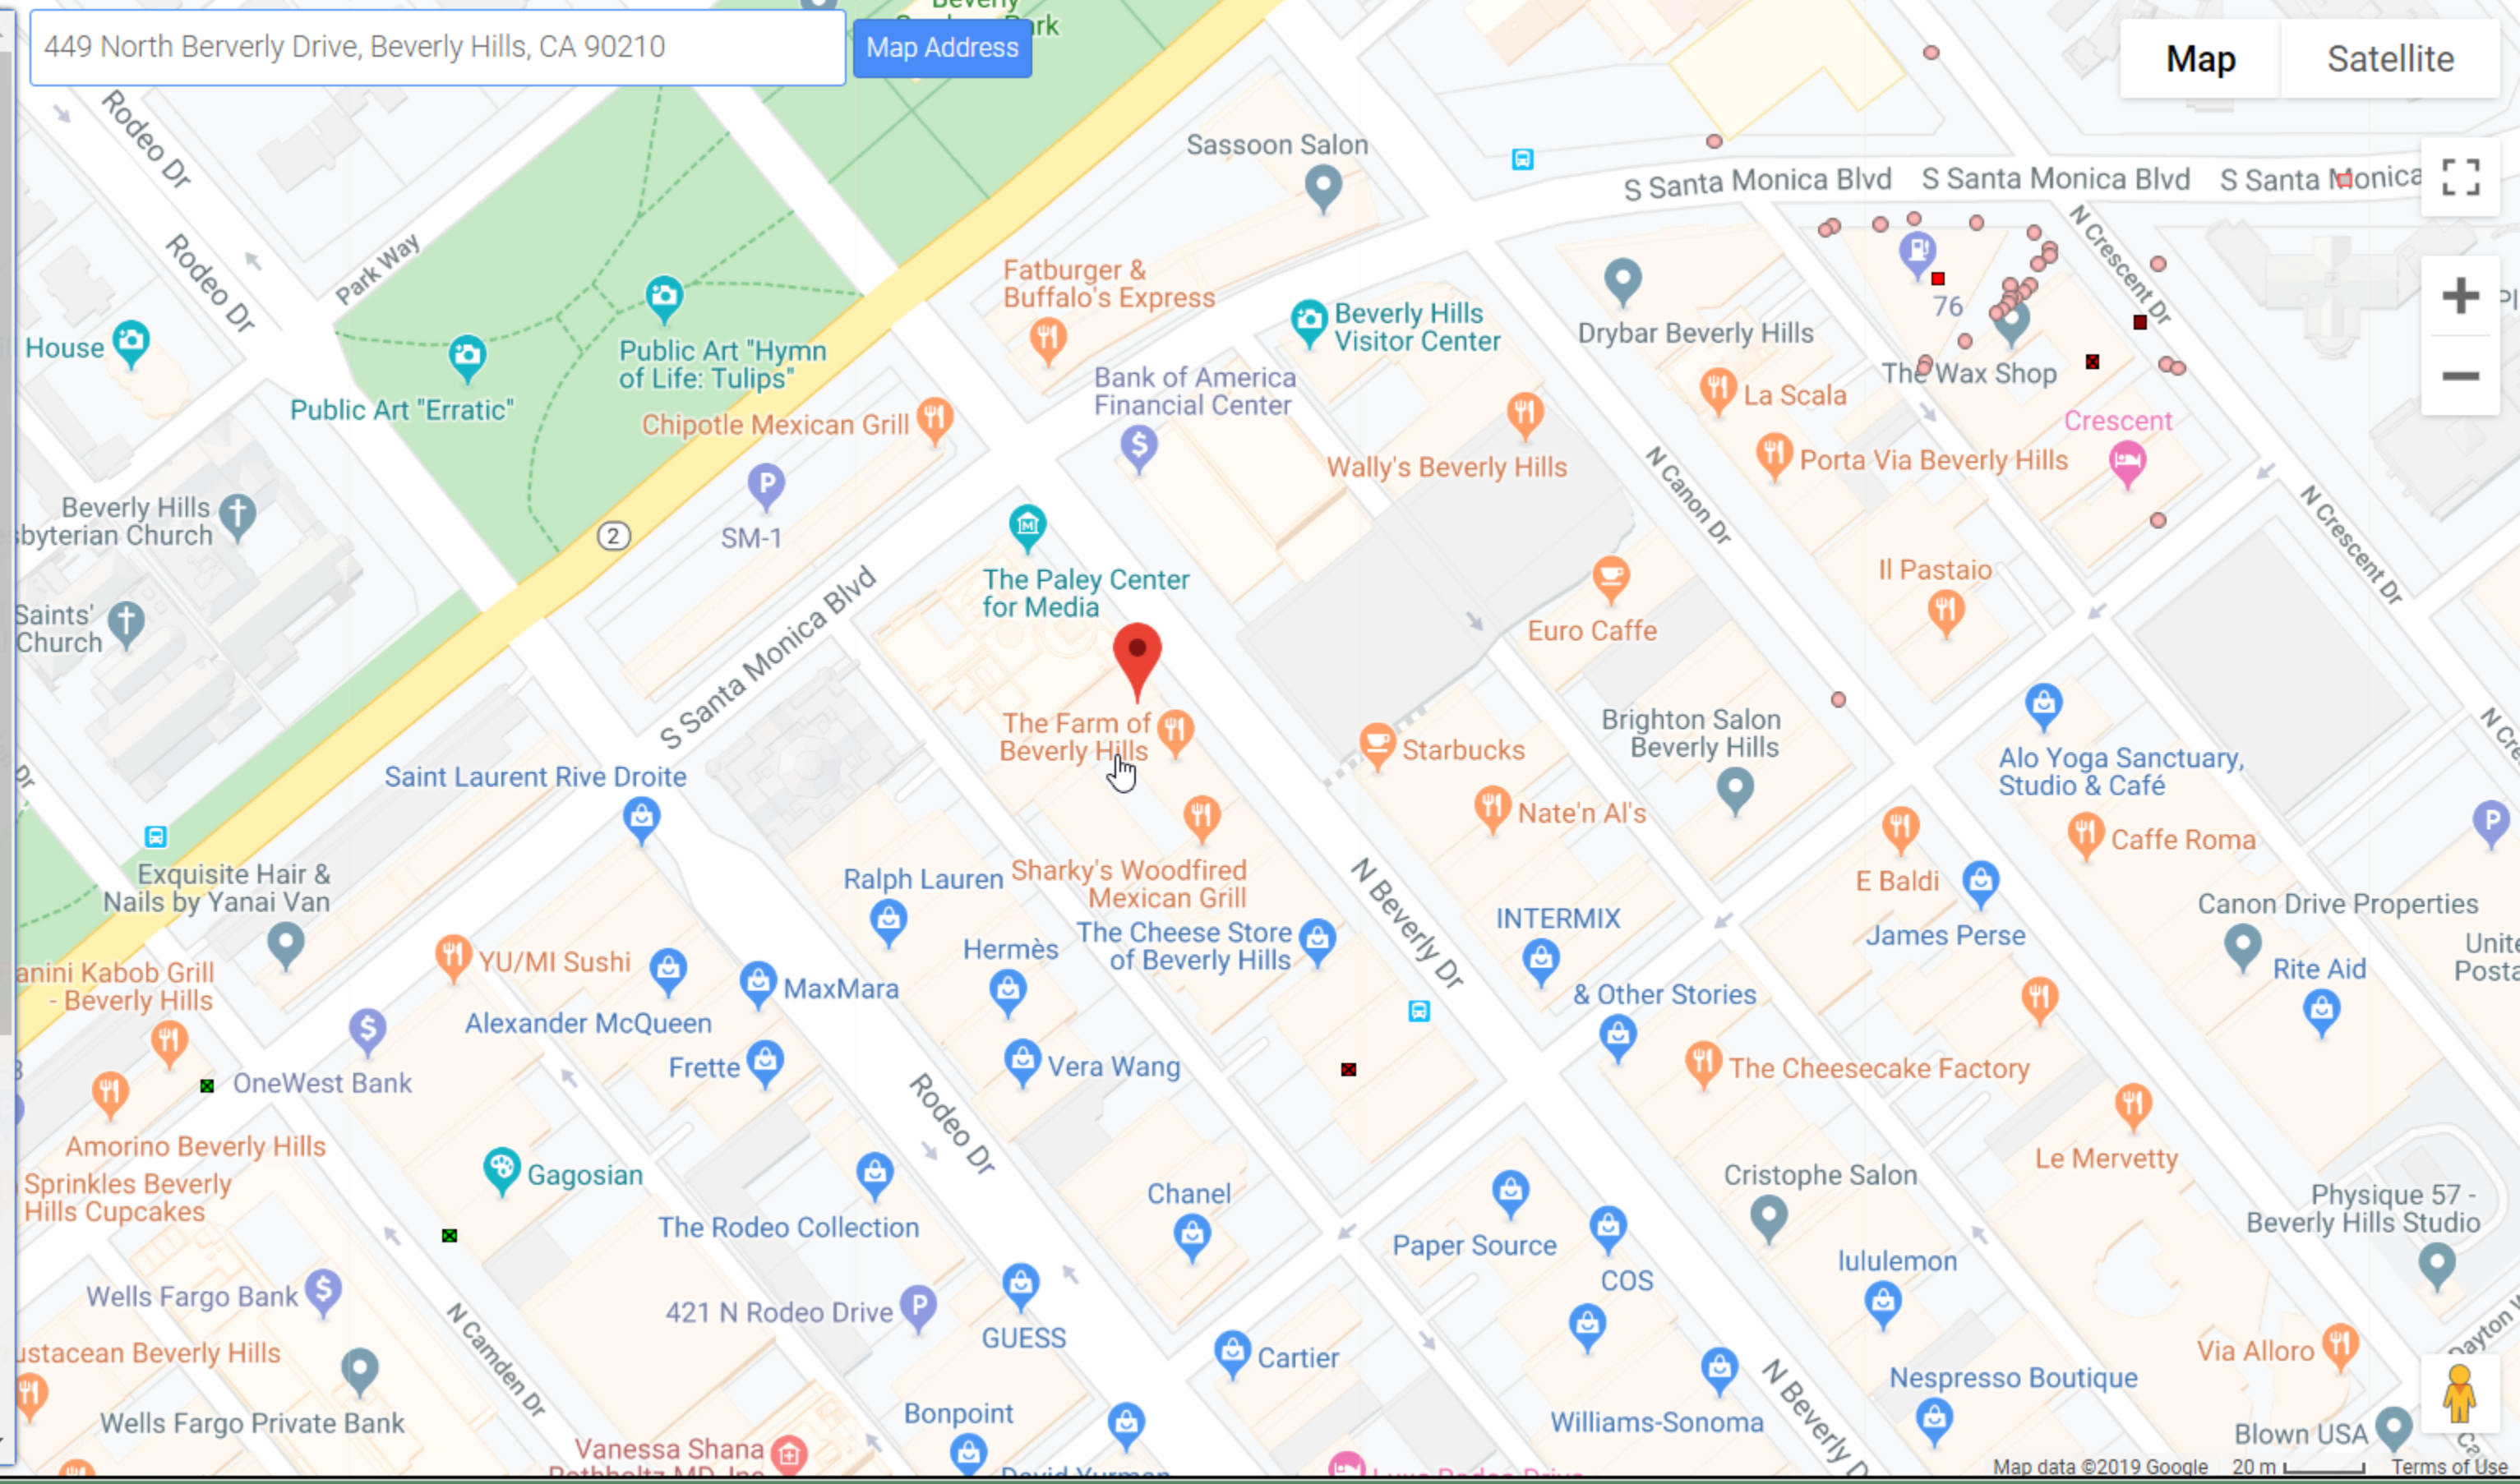 Beverly
449 North Berverly Drive, Beverly Hills, CA 90210
Map Address
Map
Satellite
Rodeo Dr
Sassoon Salon
S Santa Monica Blvd
S Santa Monica Blvd
S Santa Monica
N Crescent Dr
Rodeo Dr
Park Way
Fatburger &
Buffalo's Express
Beverly Hills
Visitor Center
76
Drybar Beverly Hills
House
Public Art "Hymn
of Life: Tulips"
Public Art "Erratic"
Bank of America
Financial Center
The Wax Shop
La Scala
Chipotle Mexican Grill
Crescent
Wally's Beverly Hills
Porta Via Beverly Hills
N Canon Dr
N Crescent Dr
P
SM-1
2
Beverly Hills
sbyterian Church
The Paley Center
for Media
Il Pastaio
Saints'
Church
Euro Caffe
S Santa Monica Blvd
The Farm of
Beverly Hills
Starbucks
Brighton Salon
Beverly Hills
Alo Yoga Sanctuary,
Studio & Café
Saint Laurent Rive Droite
Dr
Nate'n Al's
P
Caffe Roma
Exquisite Hair &
Nails by Yanai Van
Ralph Lauren
Sharky's Woodfired
Mexican Grill
N Beverly Dr
E Baldi
Canon Drive Properties
INTERMIX
James Perse
The Cheese Store
of Beverly Hills
Hermès
YU/MI Sushi
anini Kabob Grill
- Beverly Hills
MaxMara
Rite Aid
& Other Stories
Alexander McQueen
Frette
Vera Wang
The Cheesecake Factory
OneWest Bank
Rodeo Dr
Amorino Beverly Hills
Sprinkles Beverly
Hills Cupcakes
Gagosian
Le Mervetty
Cristophe Salon
Chanel
Physique 57 -
Beverly Hills Studio
The Rodeo Collection
Paper Source
COS
lululemon
Wells Fargo Bank
421 N Rodeo Drive
P
GUESS
N Camden Dr
ustacean Beverly Hills
Cartier
Via Alloro
Dayton
Nespresso Boutique
N Beverly D
Wells Fargo Private Bank
Bonpoint
Williams-Sonoma
Blown USA
Vanessa Shana
David Yurman
Map data ©2019 Google
20 m
Terms of Use